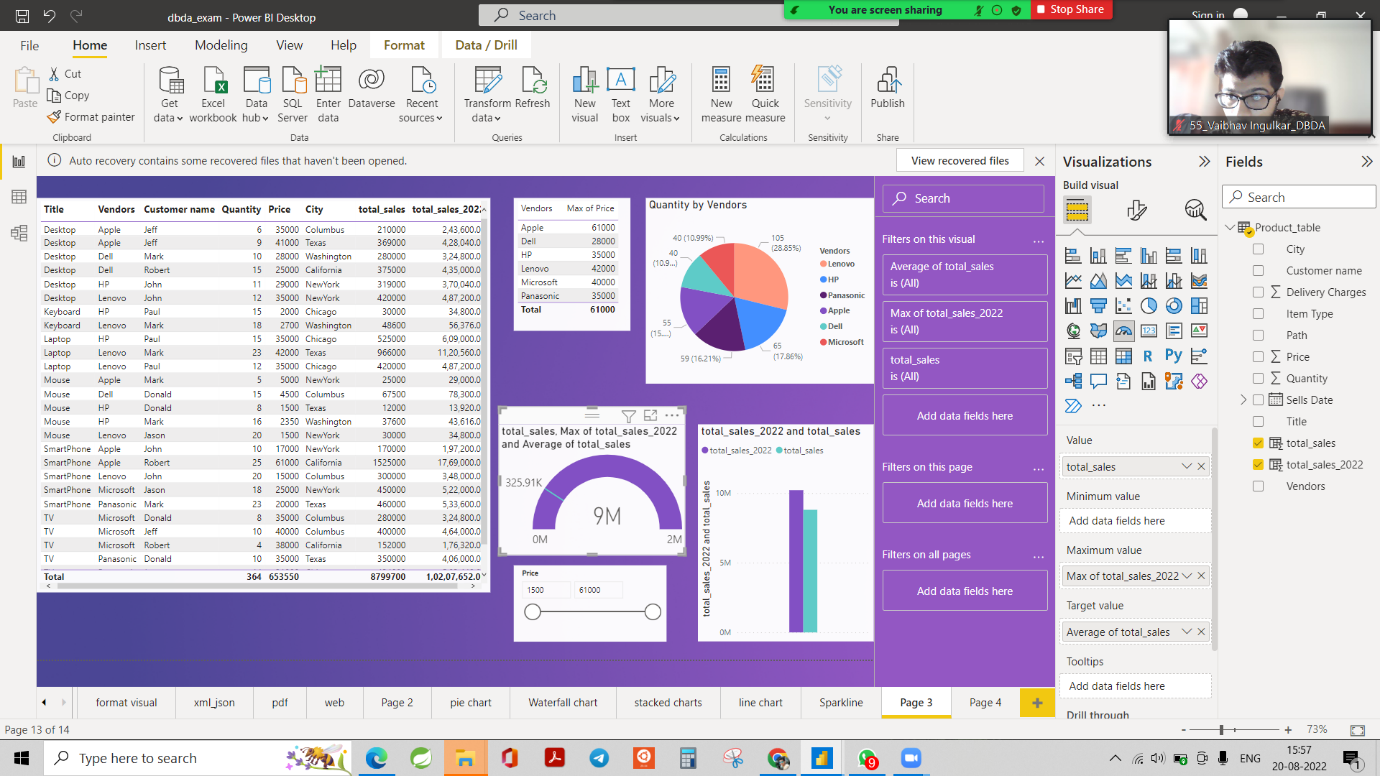 dbda_exam - Power BI Desktop
Search
You are screen sharing
Stop Share
Sign in
File Home Insert Modeling View Help Format Data / Drill
Paste
Cut
Copy
Format painter
Get data
Excel workbook
Data hub
SQL Server
Enter data
Dataverse
Recent sources
Transform data
Refresh
New visual
Text box
More visuals
New measure
Quick measure
Sensitivity
Publish
Clipboard Data Queries Insert Calculations Sensitivity Share
55_Vaibhav Ingulkar_DBDA
Auto recovery contains some recovered files that haven't been opened.
View recovered files
Title Vendors Customer name Quantity Price City total_sales total_sales_202
Desktop Apple Jeff 6 35000 Columbus 210000 2,43,600.0
Desktop Apple Jeff 9 41000 Texas 369000 4,28,040.0
Desktop Dell Mark 10 28000 Washington 280000 3,24,800.0
Desktop Dell Robert 15 25000 California 375000 4,35,000.0
Desktop HP John 11 29000 NewYork 319000 3,70,040.0
Desktop Lenovo John 12 35000 NewYork 420000 4,87,200.0
Keyboard HP Paul 15 2000 Chicago 30000 34,800.0
Keyboard Lenovo Mark 18 2700 Washington 48600 56,376.0
Laptop HP Paul 15 35000 Chicago 525000 6,09,000.0
Laptop Lenovo Mark 23 42000 Texas 966000 11,20,560.0
Laptop Lenovo Paul 12 35000 Chicago 420000 4,87,200.0
Mouse Apple Mark 5 5000 NewYork 25000 29,000.0
Mouse Dell Donald 15 4500 Columbus 67500 78,300.0
Mouse HP Donald 8 1500 Texas 12000 13,920.0
Mouse HP Mark 16 2350 Washington 37600 43,616.0
Mouse Lenovo Jason 20 1500 NewYork 30000 34,800.0
SmartPhone Apple John 10 17000 NewYork 170000 1,97,200.0
SmartPhone Apple Robert 25 61000 California 1525000 17,69,000.0
SmartPhone Lenovo John 20 15000 Columbus 300000 3,48,000.0
SmartPhone Microsoft Jason 18 25000 NewYork 450000 5,22,000.0
SmartPhone Panasonic Mark 23 20000 Texas 460000 5,33,600.0
TV Microsoft Donald 8 35000 Columbus 280000 3,24,800.0
TV Microsoft Jeff 10 40000 Columbus 400000 4,64,000.0
TV Microsoft Robert 4 38000 California 152000 1,76,320.0
TV Panasonic Donald 10 35000 Texas 350000 4,06,000.0
Total 364 653550 8799700 1,02,07,652.0
Vendors Max of Price
Apple 61000
Dell 28000
HP 35000
Lenovo 42000
Microsoft 40000
Panasonic 35000
Total 61000
Quantity by Vendors
105 (28.85%)
65 (17.86%)
59 (16.21%)
55 (15....)
40 (10.9...)
40 (10.99%)
Vendors
Lenovo
HP
Panasonic
Apple
Dell
Microsoft
total_sales, Max of total_sales_2022
and Average of total_sales
325.91K
9M
0M 2M
Price
1500 61000
total_sales_2022 and total_sales
total_sales_2022 total_sales
total_sales_2022 and total_sales
10M
5M
0M
Search
Filters on this visual ...
Average of total_sales
is (All)
Max of total_sales_2022
is (All)
total_sales
is (All)
Add data fields here
Filters on this page ...
Add data fields here
Filters on all pages ...
Add data fields here
Visualizations
Build visual
R Py
123
Value
total_sales
Minimum value
Add data fields here
Maximum value
Max of total_sales_2022
Target value
Average of total_sales
Tooltips
Add data fields here
Drill through
Fields
Search
Product_table
City
Customer name
Delivery Charges
Item Type
Path
Price
Quantity
Sells Date
Title
total_sales
total_sales_2022
Vendors
format visual xml_json pdf web Page 2 pie chart Waterfall chart stacked charts line chart Sparkline Page 3 Page 4 +
Page 13 of 14
- + 73%
Type here to search
9
ENG
15:57
20-08-2022
1